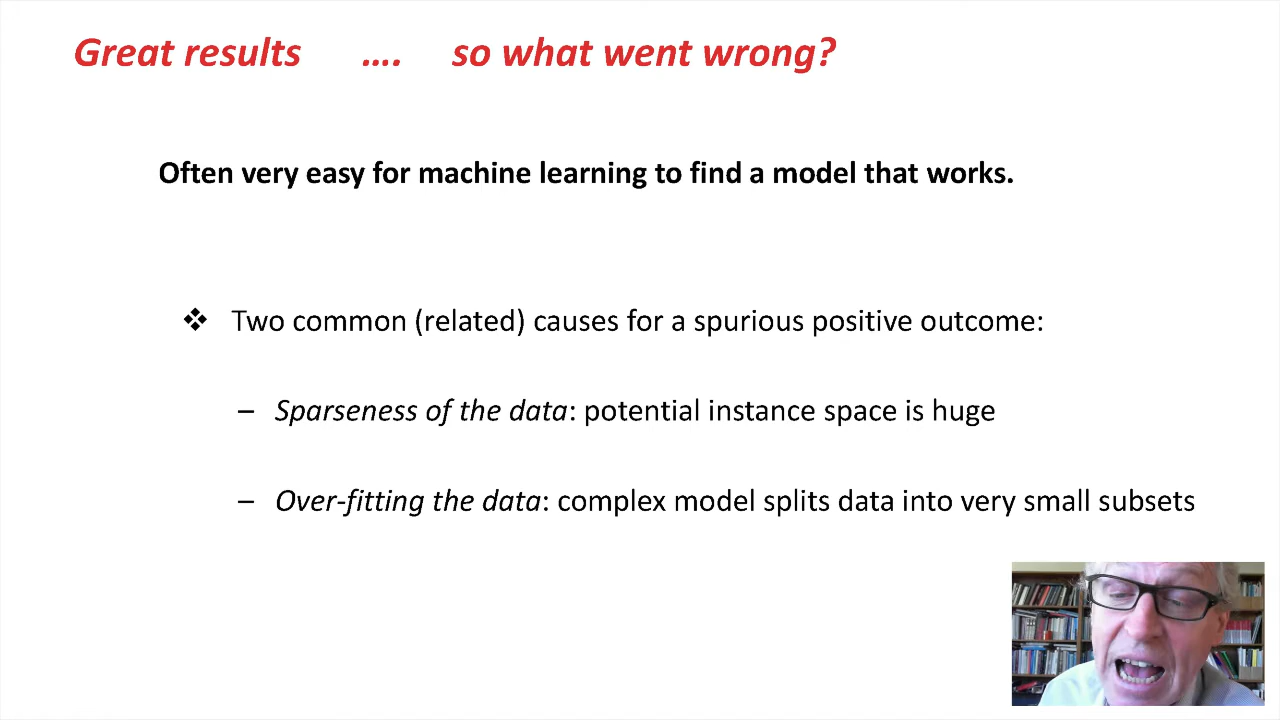 Great results .... so what went wrong?
Often very easy for machine learning to find a model that works.
❖ Two common (related) causes for a spurious positive outcome:
– Sparseness of the data: potential instance space is huge
– Over-fitting the data: complex model splits data into very small subsets